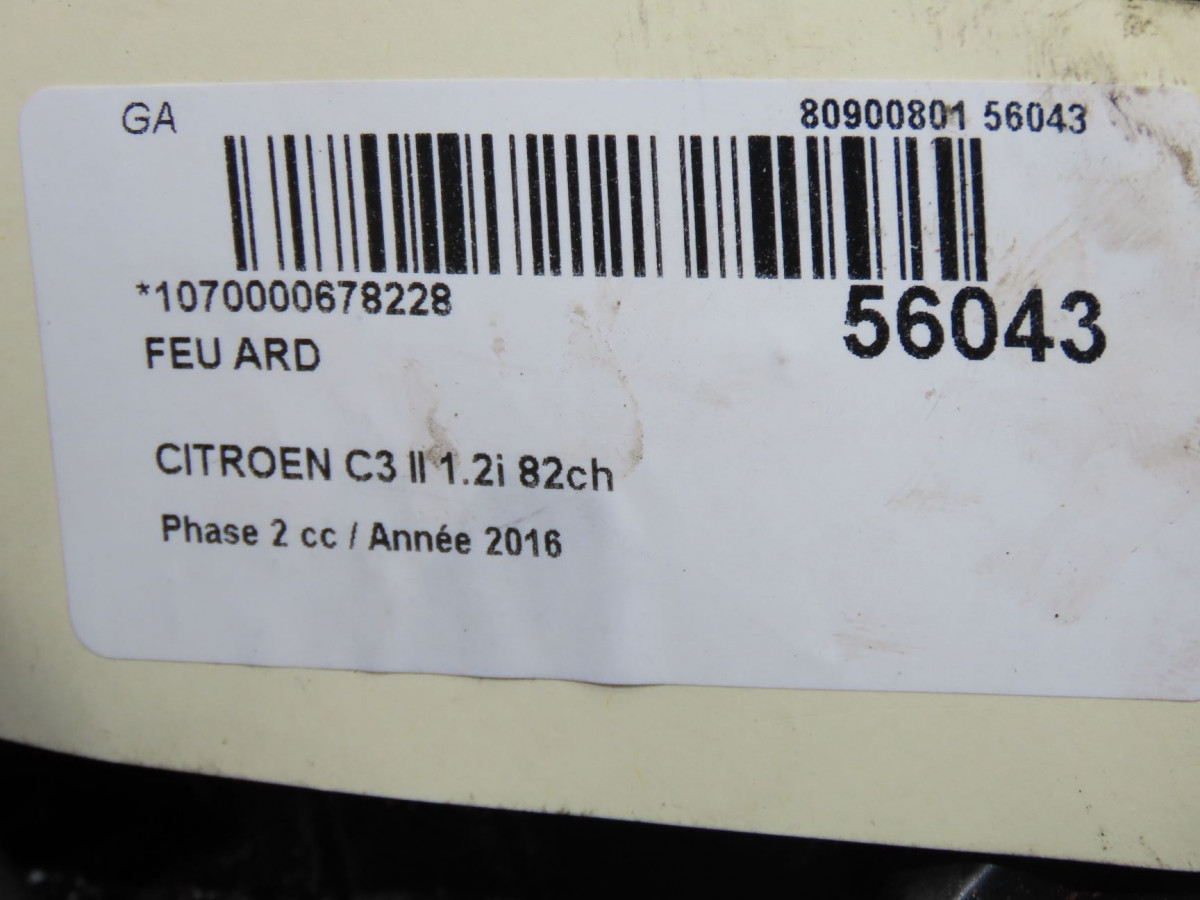 GA 80900801 56043
*1070000678228 56043
FEU ARD
CITROEN C3 II 1.2i 82ch
Phase 2 cc / Année 2016